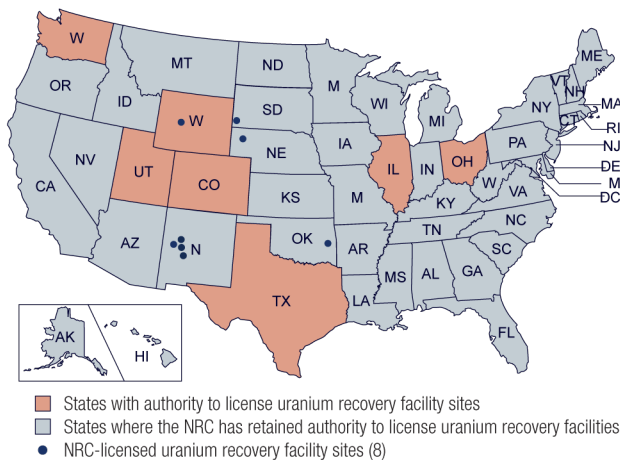 W
ME
MT
ND
VT
NH
OR
M
ID
SD
WI
NY
MA
W
MI
CT
RI
IA
PA
NJ
NE
NV
OH
DE
UT
IL
IN
M
CO
W
VA
DC
CA
KS
M
KY
NC
TN
OK
AZ
N
AR
SC
MS
AL
GA
TX
LA
AK
FL
HI
States with authority to license uranium recovery facility sites
States where the NRC has retained authority to license uranium recovery facilities
NRC-licensed uranium recovery facility sites (8)